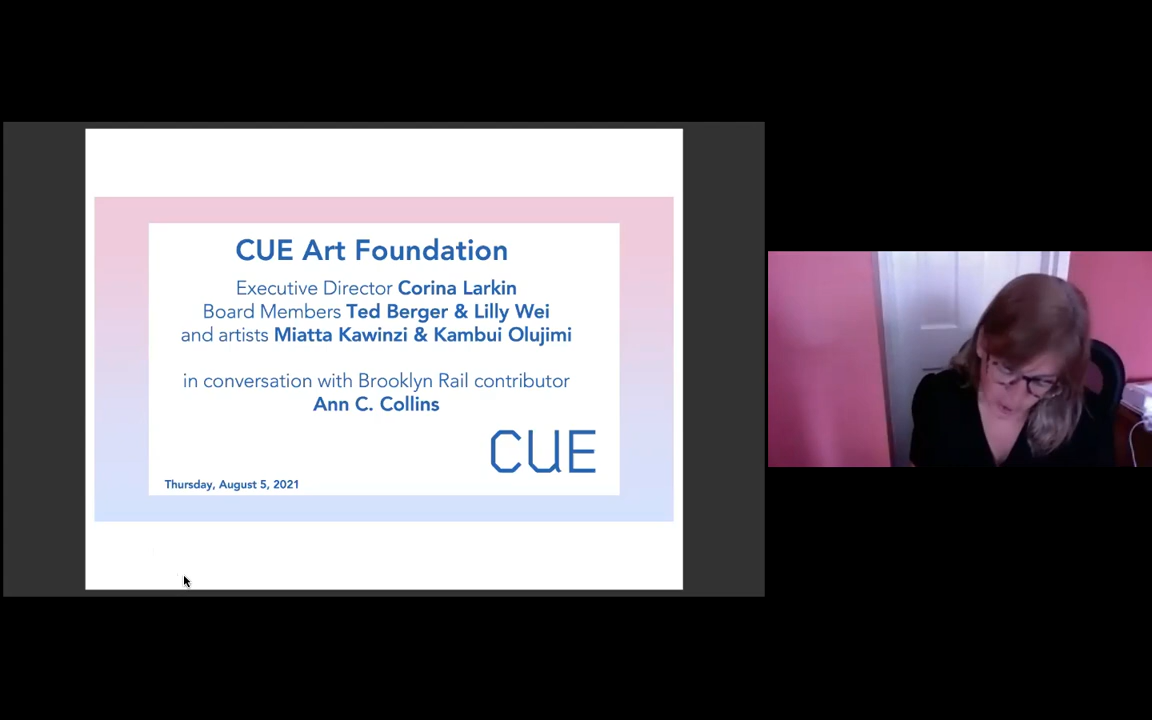 CUE Art Foundation
Executive Director Corina Larkin
Board Members Ted Berger & Lilly Wei
and artists Miatta Kawinzi & Kambui Olujimi
in conversation with Brooklyn Rail contributor
Ann C. Collins
CUE
Thursday, August 5, 2021